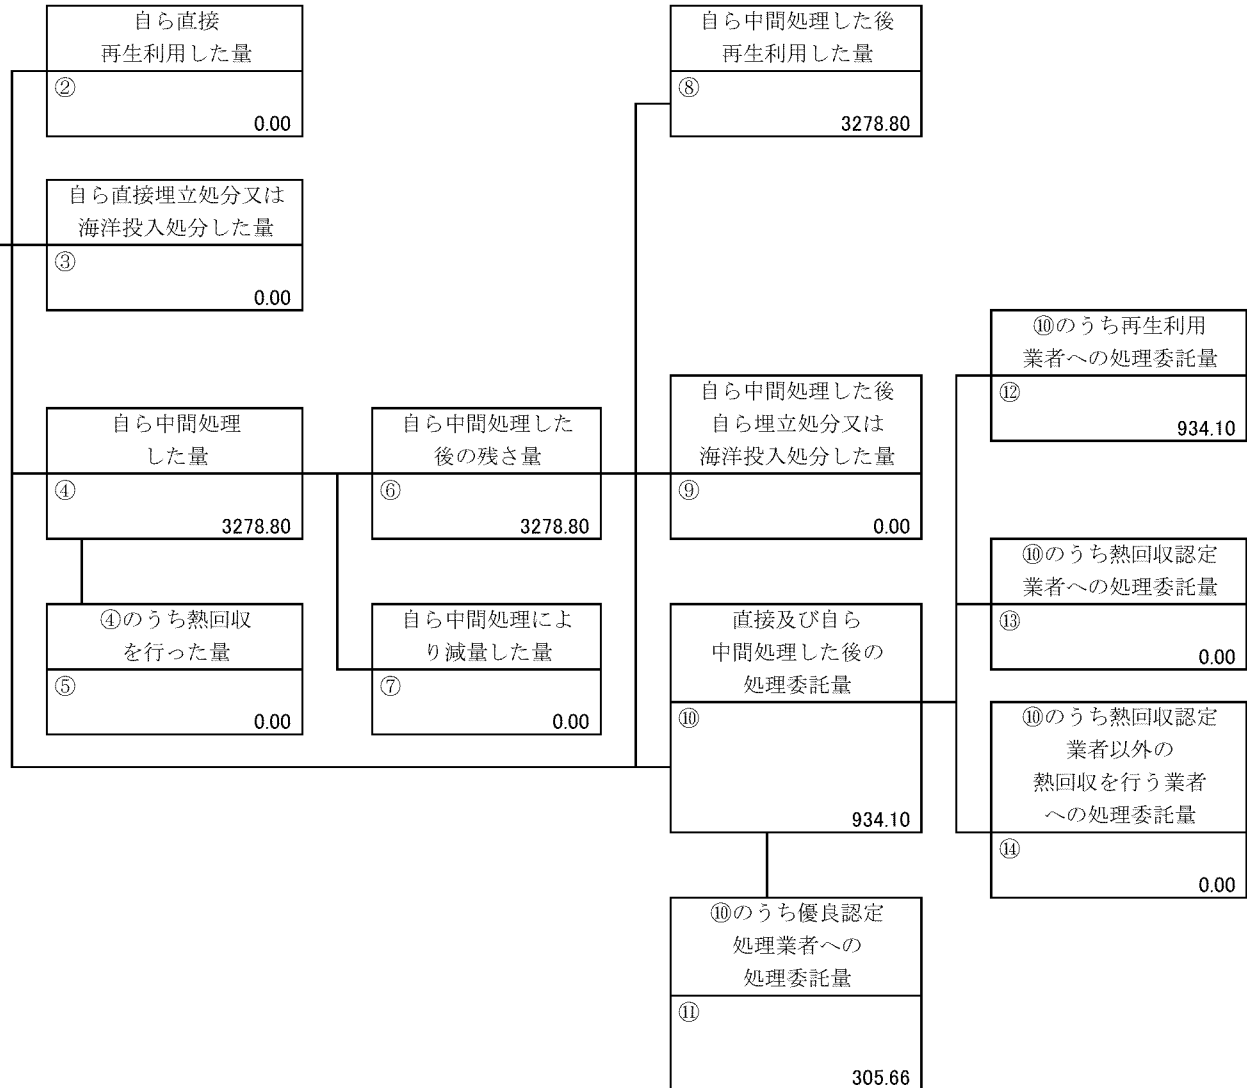 自ら直接
再生利用した量
②
0.00
自ら中間処理した後
再生利用した量
⑧
3278.80
自ら直接埋立処分又は
海洋投入処分した量
③
0.00
⑩のうち再生利用
業者への処理委託量
⑫
934.10
自ら中間処理
した量
④
3278.80
自ら中間処理した
後の残さ量
⑥
3278.80
自ら中間処理した後
自ら埋立処分又は
海洋投入処分した量
⑨
0.00
⑩のうち熱回収認定
業者への処理委託量
⑬
0.00
④のうち熱回収
を行った量
⑤
0.00
自ら中間処理によ
り減量した量
⑦
0.00
直接及び自ら
中間処理した後の
処理委託量
⑩
934.10
⑩のうち熱回収認定
業者以外の
熱回収を行う業者
への処理委託量
⑭
0.00
⑩のうち優良認定
処理業者への
処理委託量
⑪
305.66